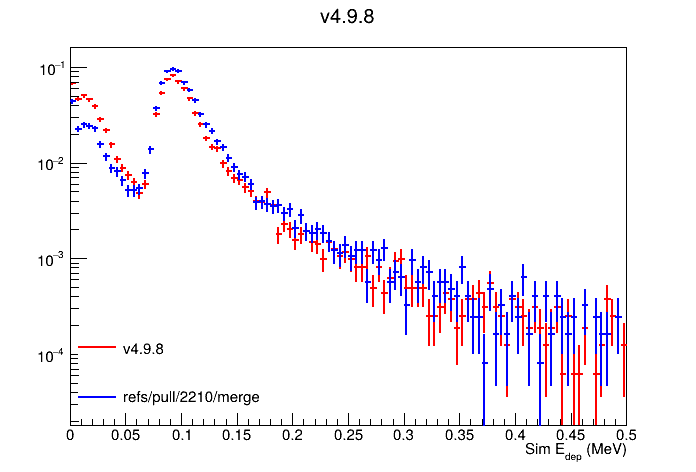 v4.9.8
10⁻¹
10⁻²
10⁻³
10⁻⁴
v4.9.8
refs/pull/2210/merge
0 0.05 0.1 0.15 0.2 0.25 0.3 0.35 0.4 0.45 0.5
Sim E_dep (MeV)